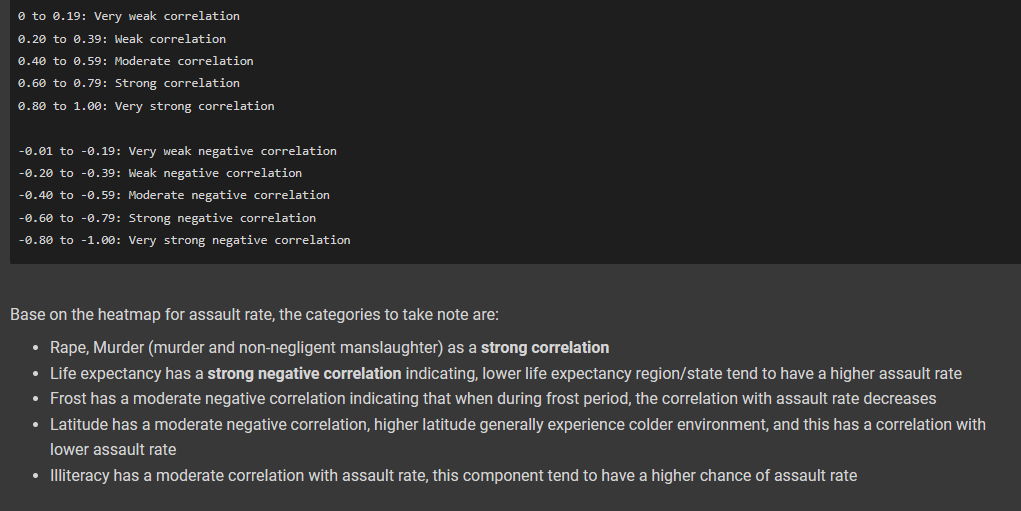 0 to 0.19: Very weak correlation
0.20 to 0.39: Weak correlation
0.40 to 0.59: Moderate correlation
0.60 to 0.79: Strong correlation
0.80 to 1.00: Very strong correlation
-0.01 to -0.19: Very weak negative correlation
-0.20 to -0.39: Weak negative correlation
-0.40 to -0.59: Moderate negative correlation
-0.60 to -0.79: Strong negative correlation
-0.80 to -1.00: Very strong negative correlation
Base on the heatmap for assault rate, the categories to take note are:
• Rape, Murder (murder and non-negligent manslaughter) as a strong correlation
• Life expectancy has a strong negative correlation indicating, lower life expectancy region/state tend to have a higher assault rate
• Frost has a moderate negative correlation indicating that when during frost period, the correlation with assault rate decreases
• Latitude has a moderate negative correlation, higher latitude generally experience colder environment, and this has a correlation with
lower assault rate
• Illiteracy has a moderate correlation with assault rate, this component tend to have a higher chance of assault rate